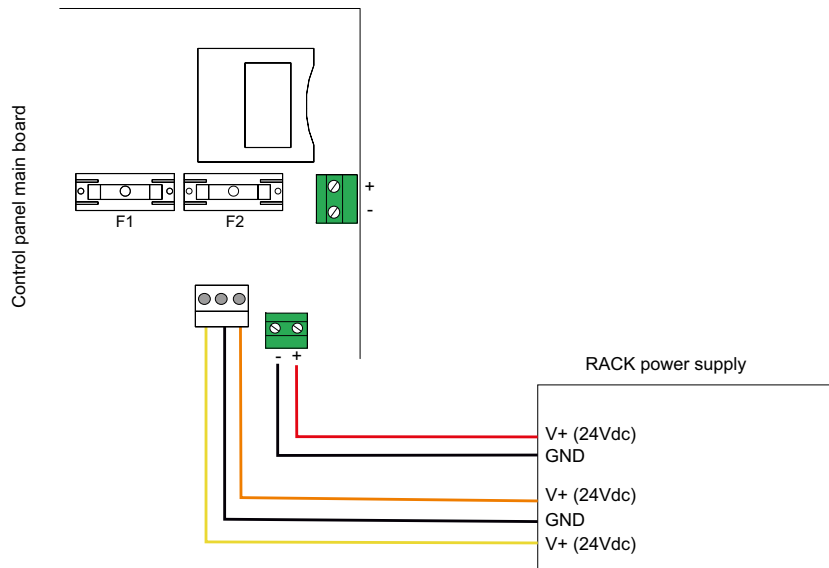 Control panel main board
+
-
F1
F2
- +
RACK power supply
V+ (24Vdc)
GND
V+ (24Vdc)
GND
V+ (24Vdc)